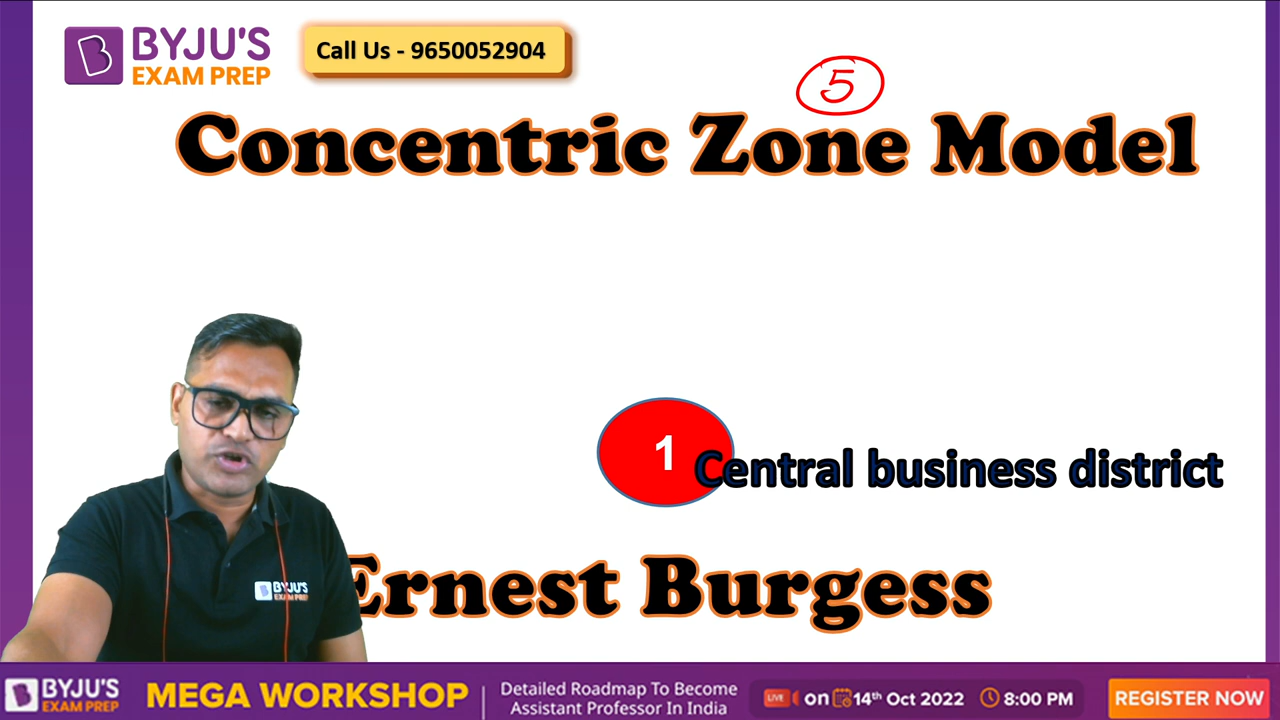 BYJU'S
EXAM PREP
Call Us - 9650052904
5
Concentric Zone Model
1
Central business district
BYJU'S
EXAM PREP
Ernest Burgess
BYJU'S
EXAM PREP
MEGA WORKSHOP
Detailed Roadmap To Become
Assistant Professor In India
LIVE on 14th Oct 2022 8:00 PM
REGISTER NOW